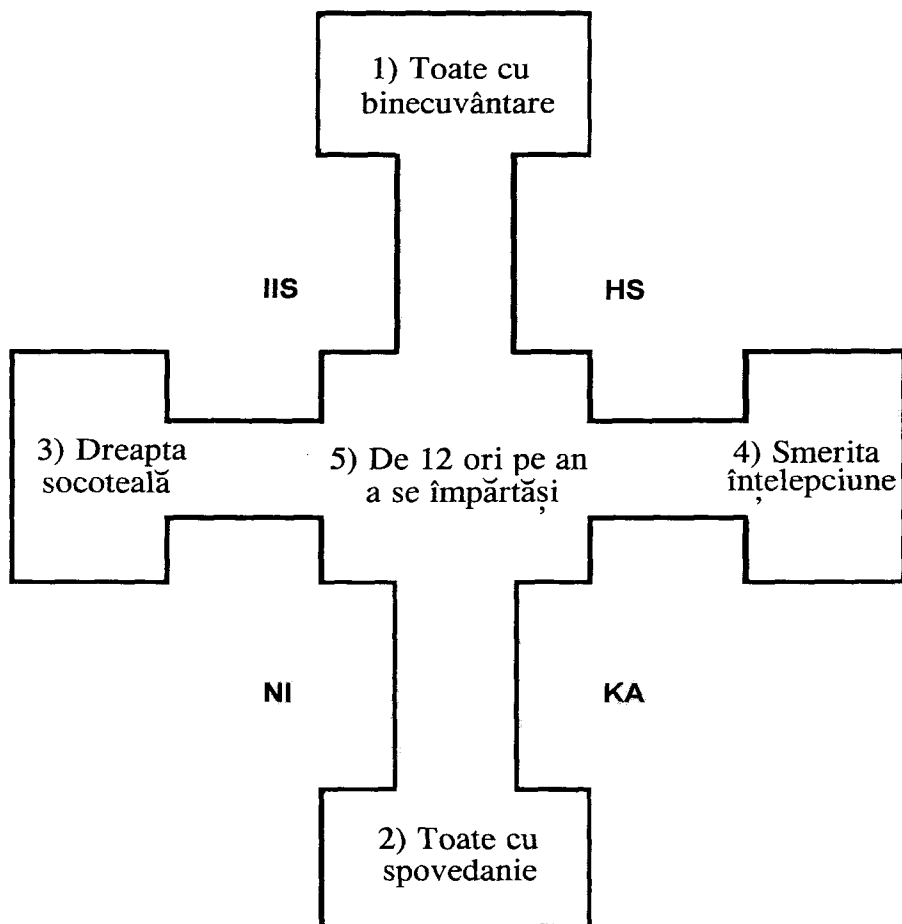 1) Toate cu
binecuvântare
IIS
HS
3) Dreapta
socoteală
5) De 12 ori pe an
a se împărtăși
4) Smerita
înțelepciune
NI
KA
2) Toate cu
spovedanie